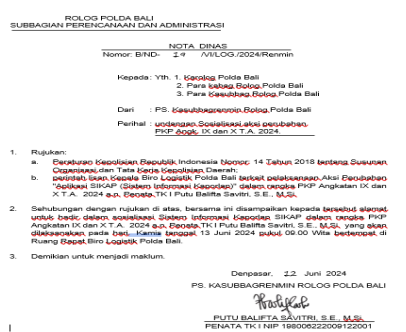 ROLOG POLDA BALI
SUBBAGIAN PERENCANAAN DAN ADMINISTRASI
NOTA DINAS
Nomor: B/ND- 19 /VI/LOG./2024/Renmin
Kepada : Yth. 1. Karolog Polda Bali
2. Para kabag Rolog Polda Bali
3. Para Kasubbag Rolog Polda Bali
Dari : PS. Kasubbagrenmin Rolog Polda Bali
Perihal : undangan Sosialisasi aksi perubahan
PKP Angk. IX dan X T.A. 2024.
1. Rujukan:
a. Peraturan Kepolisian Republik Indonesia Nomor: 14 Tahun 2018 tentang Susunan
Organisasi dan Tata Kerja Kepolisian Daerah;
b. perintah lisan Kepala Biro Logistik Polda Bali terkait pelaksanaan Aksi Perubahan
"Aplikasi SIKAP (Sistem Informasi Kapordas)" dalam rangka PKP Angkatan IX dan
X T.A. 2024 a.n. Penata TK I Putu Balifta Savitri, S.E., M.Si.
2. Sehubungan dengan rujukan di atas, bersama ini disampaikan kepada tersebut alamat
untuk hadir dalam sosialisasi Sistem Informasi Kapordas SIKAP dalam rangka PKP
Angkatan IX dan X T.A. 2024 a.n. Penata TK I Putu Balifta Savitri, S.E., M.Si. yang akan
dilaksanakan pada hari Kamis tanggal 13 Juni 2024 pukul 09.00 Wita bertempat di
Ruang Rapat Biro Logistik Polda Bali.
3. Demikian untuk menjadi maklum.
Denpasar, 12 Juni 2024
PS. KASUBBAGRENMIN ROLOG POLDA BALI
PUTU BALIFTA SAVITRI, S.E., M.Si.
PENATA TK I NIP 198006222009122001